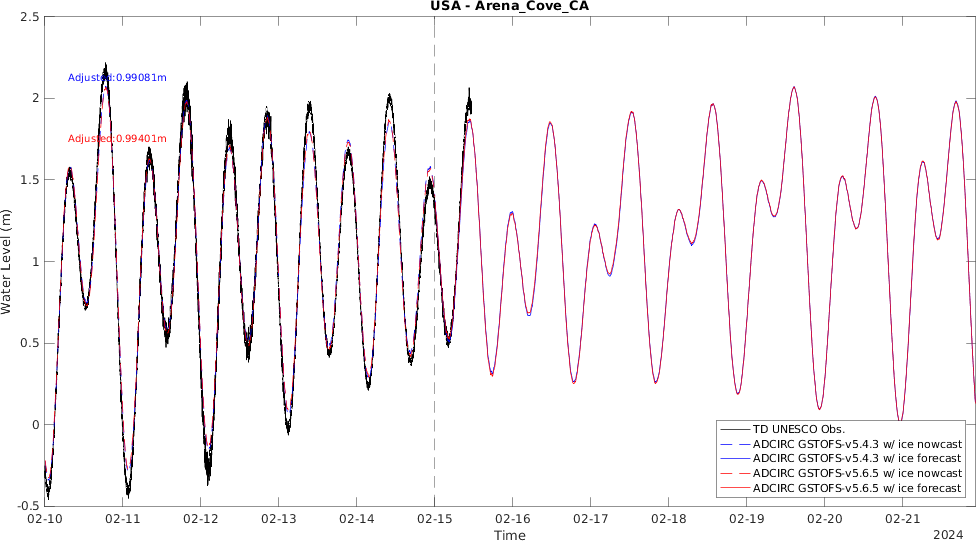 USA - Arena_Cove_CA
2.5
2
1.5
1
0.5
0
-0.5
Water Level (m)
Adjusted:0.99081m
Adjusted:0.99401m
TD UNESCO Obs.
ADCIRC GSTOFS-v5.4.3 w/ ice nowcast
ADCIRC GSTOFS-v5.4.3 w/ ice forecast
ADCIRC GSTOFS-v5.6.5 w/ ice nowcast
ADCIRC GSTOFS-v5.6.5 w/ ice forecast
02-10 02-11 02-12 02-13 02-14 02-15 02-16 02-17 02-18 02-19 02-20 02-21
Time
2024